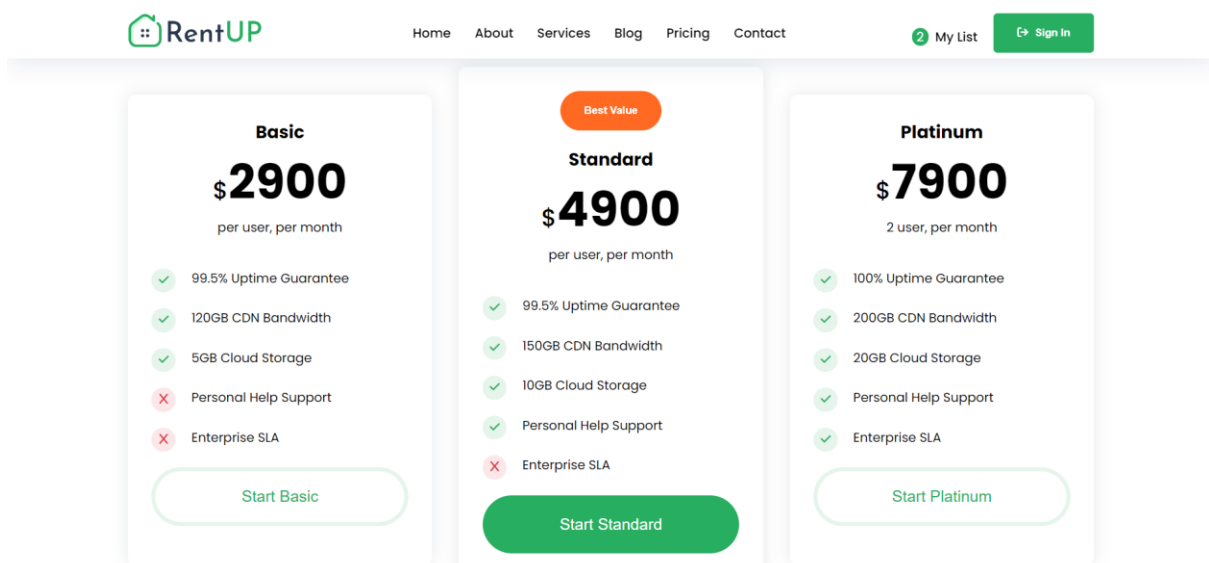 RentUP
Home About Services Blog Pricing Contact
2 My List
Sign In
Basic
$2900
per user, per month
99.5% Uptime Guarantee
120GB CDN Bandwidth
5GB Cloud Storage
Personal Help Support
Enterprise SLA
Start Basic
Best Value
Standard
$4900
per user, per month
99.5% Uptime Guarantee
150GB CDN Bandwidth
10GB Cloud Storage
Personal Help Support
Enterprise SLA
Start Standard
Platinum
$7900
2 user, per month
100% Uptime Guarantee
200GB CDN Bandwidth
20GB Cloud Storage
Personal Help Support
Enterprise SLA
Start Platinum